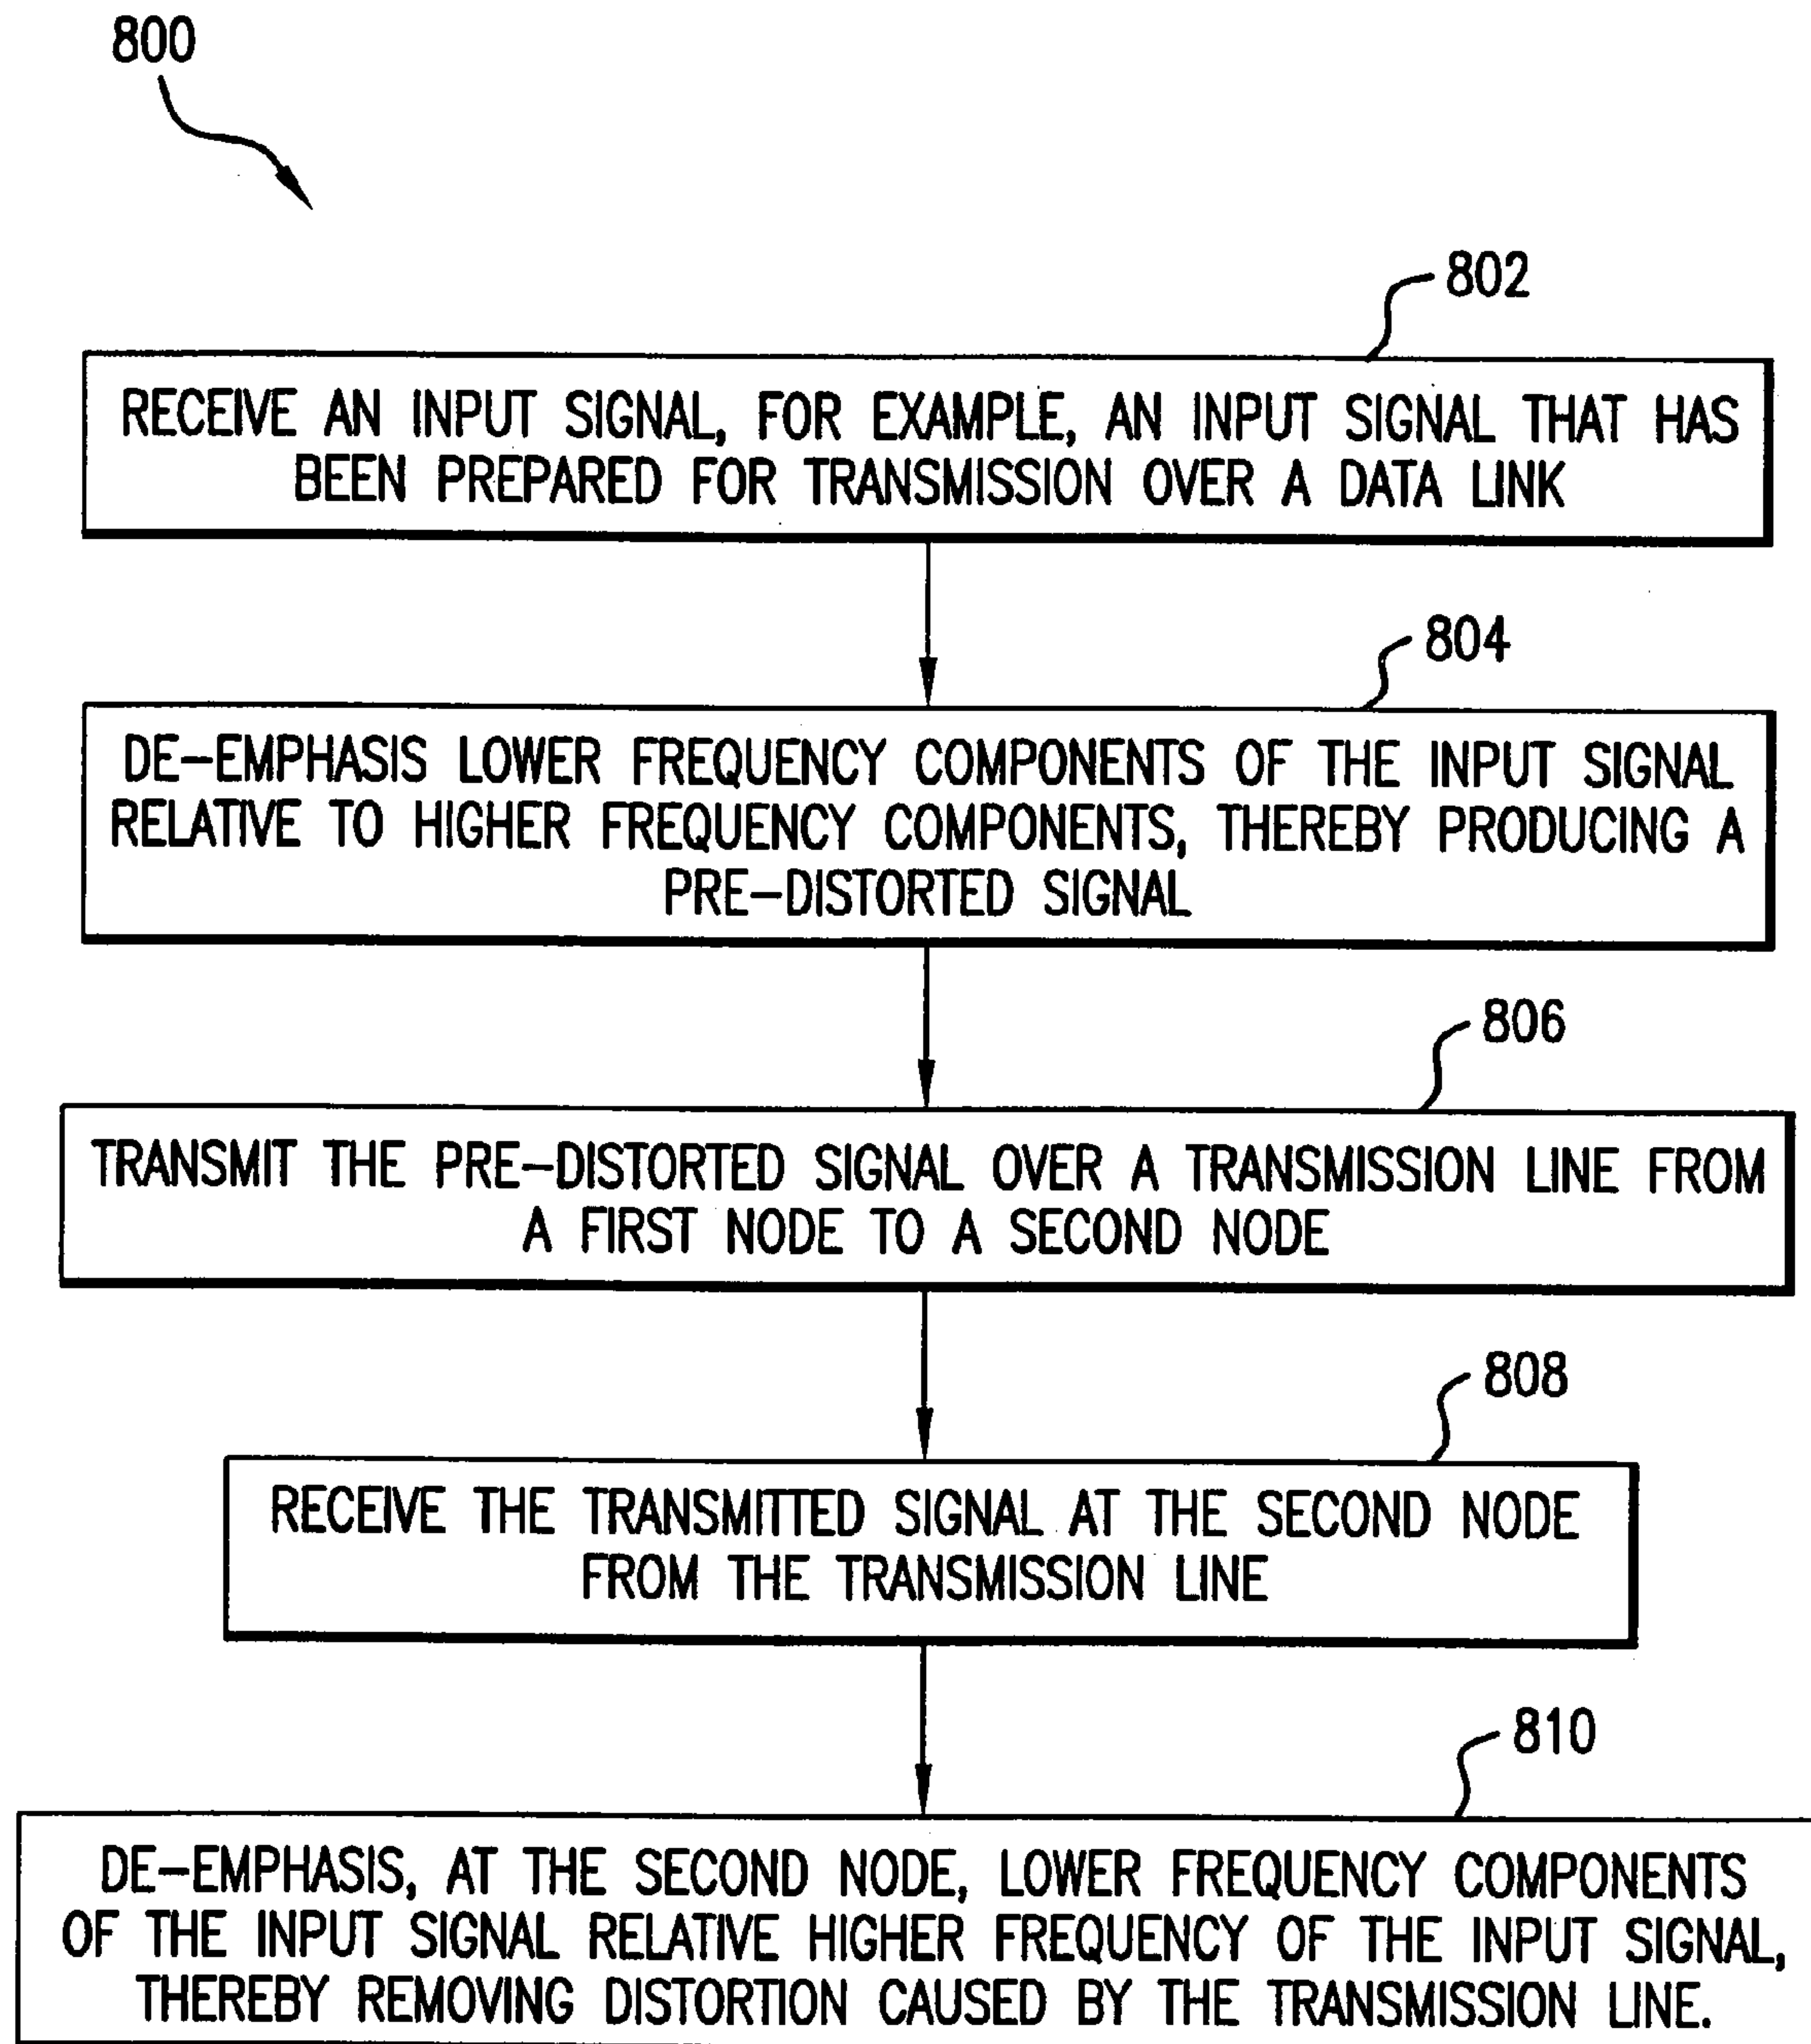 800
802
RECEIVE AN INPUT SIGNAL, FOR EXAMPLE, AN INPUT SIGNAL THAT HAS
BEEN PREPARED FOR TRANSMISSION OVER A DATA LINK
804
DE-EMPHASIS LOWER FREQUENCY COMPONENTS OF THE INPUT SIGNAL
RELATIVE TO HIGHER FREQUENCY COMPONENTS, THEREBY PRODUCING A
PRE-DISTORTED SIGNAL
806
TRANSMIT THE PRE-DISTORTED SIGNAL OVER A TRANSMISSION LINE FROM
A FIRST NODE TO A SECOND NODE
808
RECEIVE THE TRANSMITTED SIGNAL AT THE SECOND NODE
FROM THE TRANSMISSION LINE
810
DE-EMPHASIS, AT THE SECOND NODE, LOWER FREQUENCY COMPONENTS
OF THE INPUT SIGNAL RELATIVE HIGHER FREQUENCY OF THE INPUT SIGNAL,
THEREBY REMOVING DISTORTION CAUSED BY THE TRANSMISSION LINE.